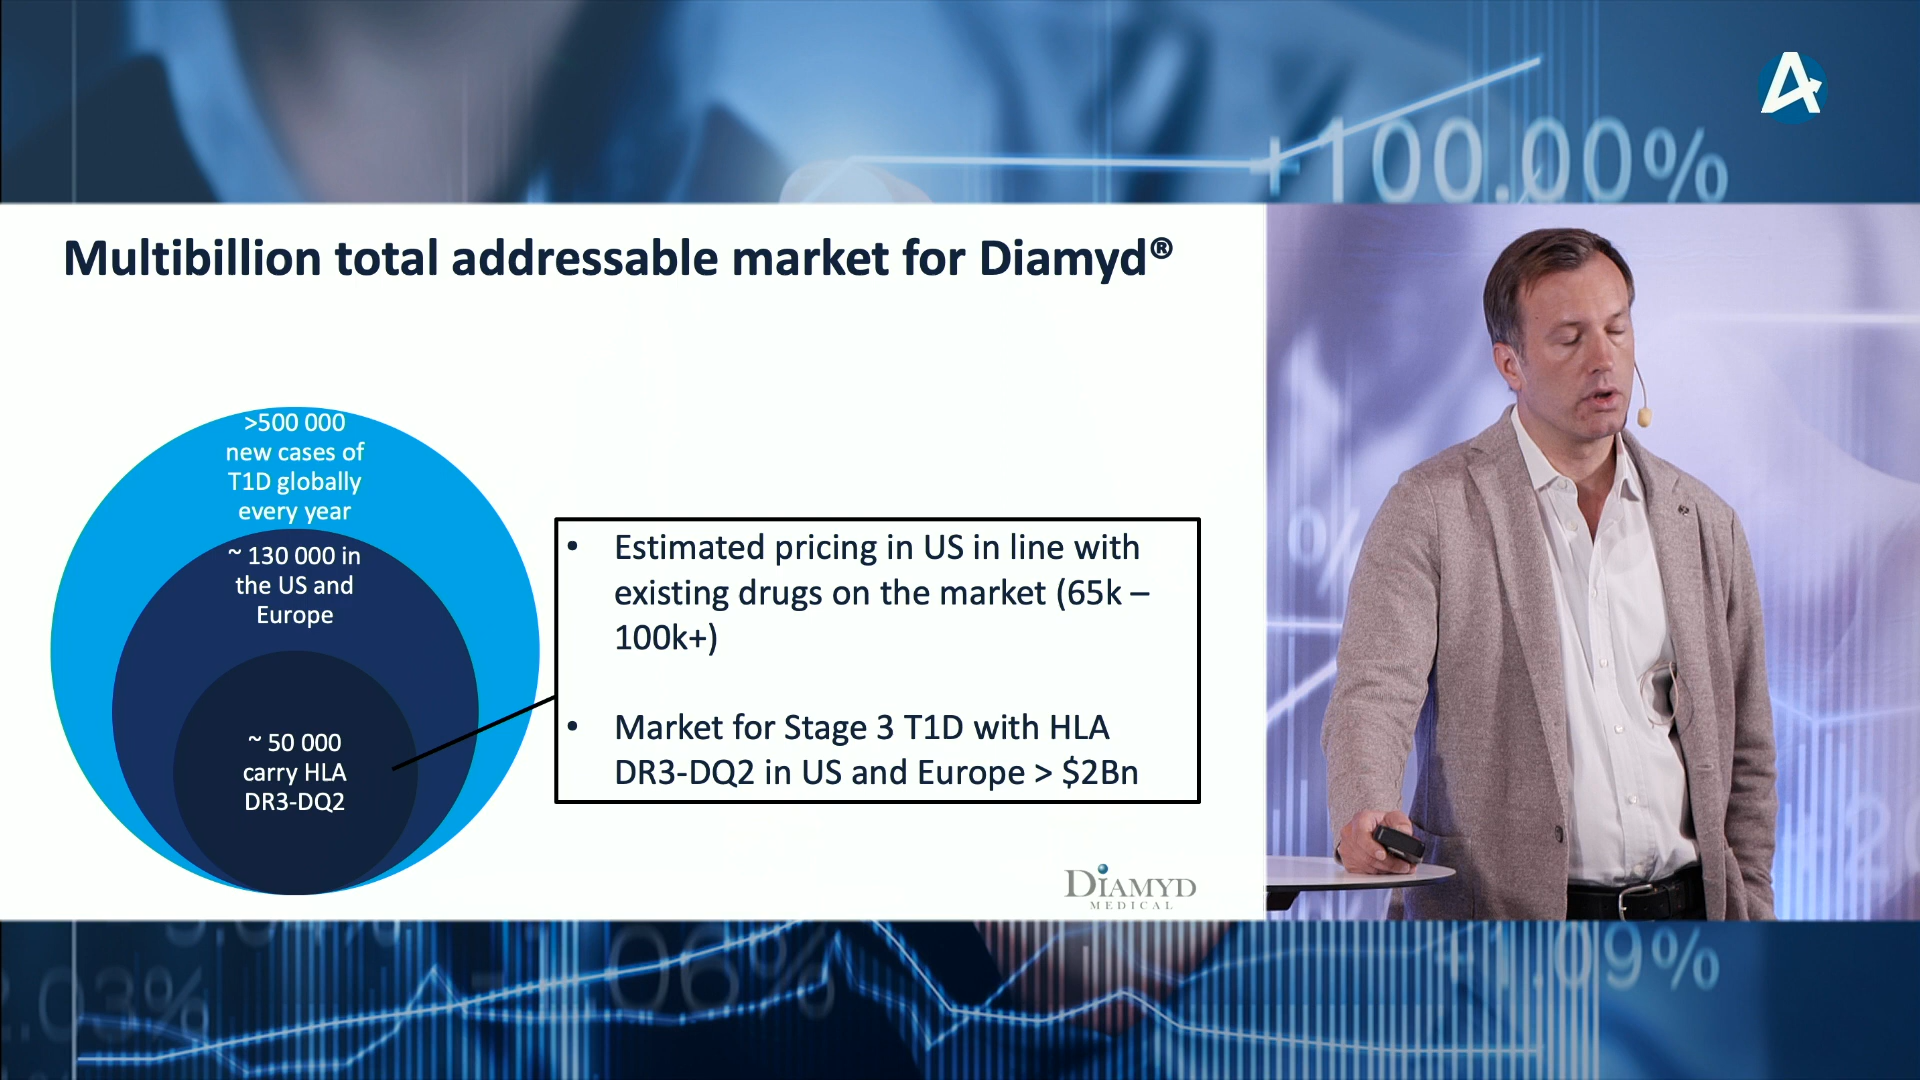 +100.00%
Multibillion total addressable market for Diamyd®
>500 000
new cases of
T1D globally
every year
~ 130 000 in
the US and
Europe
~ 50 000
carry HLA
DR3-DQ2
• Estimated pricing in US in line with
existing drugs on the market (65k –
100k+)
• Market for Stage 3 T1D with HLA
DR3-DQ2 in US and Europe > $2Bn
DIAMYD
MEDICAL
+1.09%